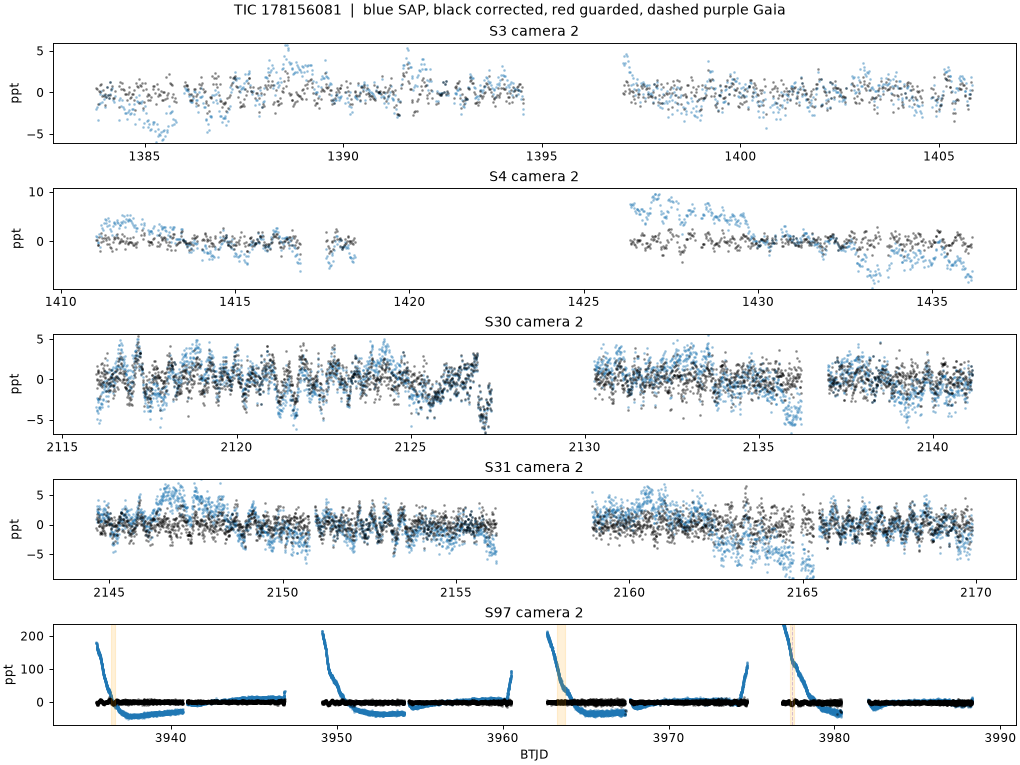 TIC 178156081 | blue SAP, black corrected, red guarded, dashed purple Gaia
S3 camera 2
ppt
5
0
−5
1385 1390 1395 1400 1405
S4 camera 2
ppt
10
0
1410 1415 1420 1425 1430 1435
S30 camera 2
ppt
5
0
−5
2115 2120 2125 2130 2135 2140
S31 camera 2
ppt
5
0
−5
2145 2150 2155 2160 2165 2170
S97 camera 2
ppt
200
100
0
3940 3950 3960 3970 3980 3990
BTJD